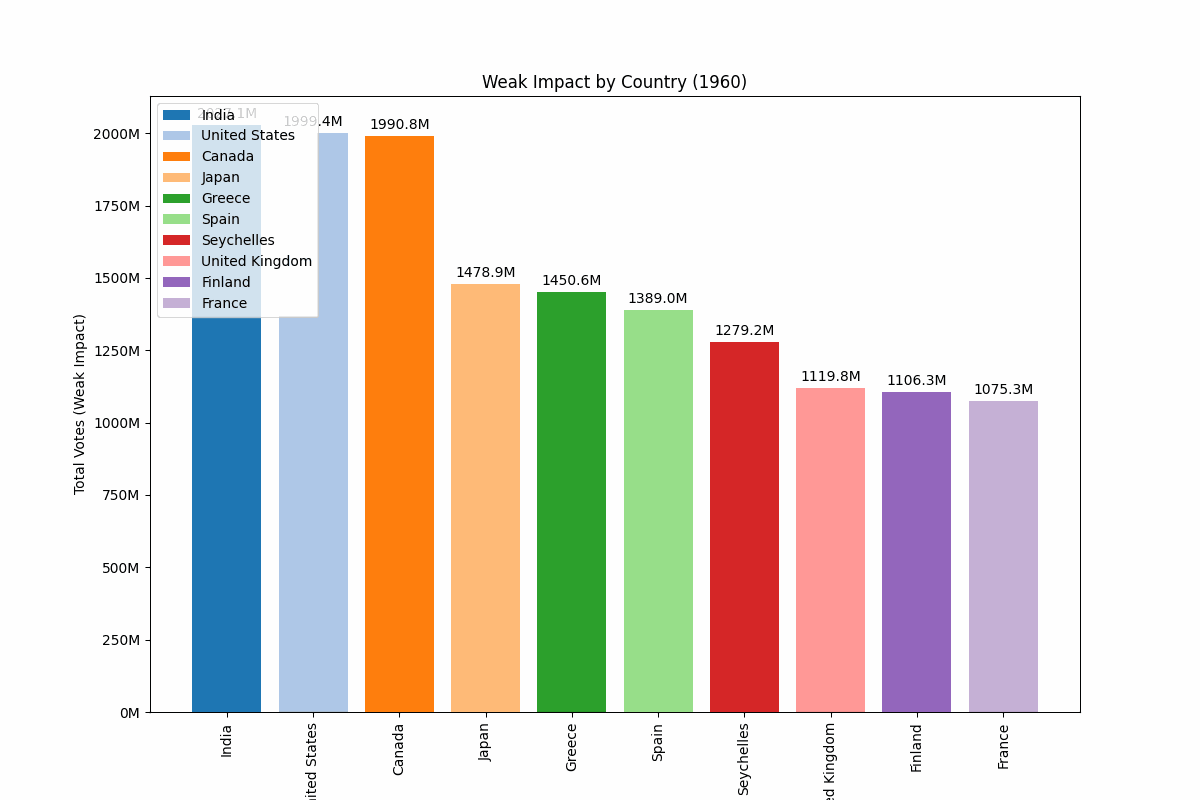 Weak Impact by Country (1960)
Total Votes (Weak Impact)
2000M
1750M
1500M
1250M
1000M
750M
500M
250M
0M
India
United States
Canada
Japan
Greece
Spain
Seychelles
United Kingdom
Finland
France
1999.4M
1990.8M
1478.9M
1450.6M
1389.0M
1279.2M
1119.8M
1106.3M
1075.3M
India
States
Canada
Japan
Greece
Spain
Seychelles
Kingdom
Finland
France